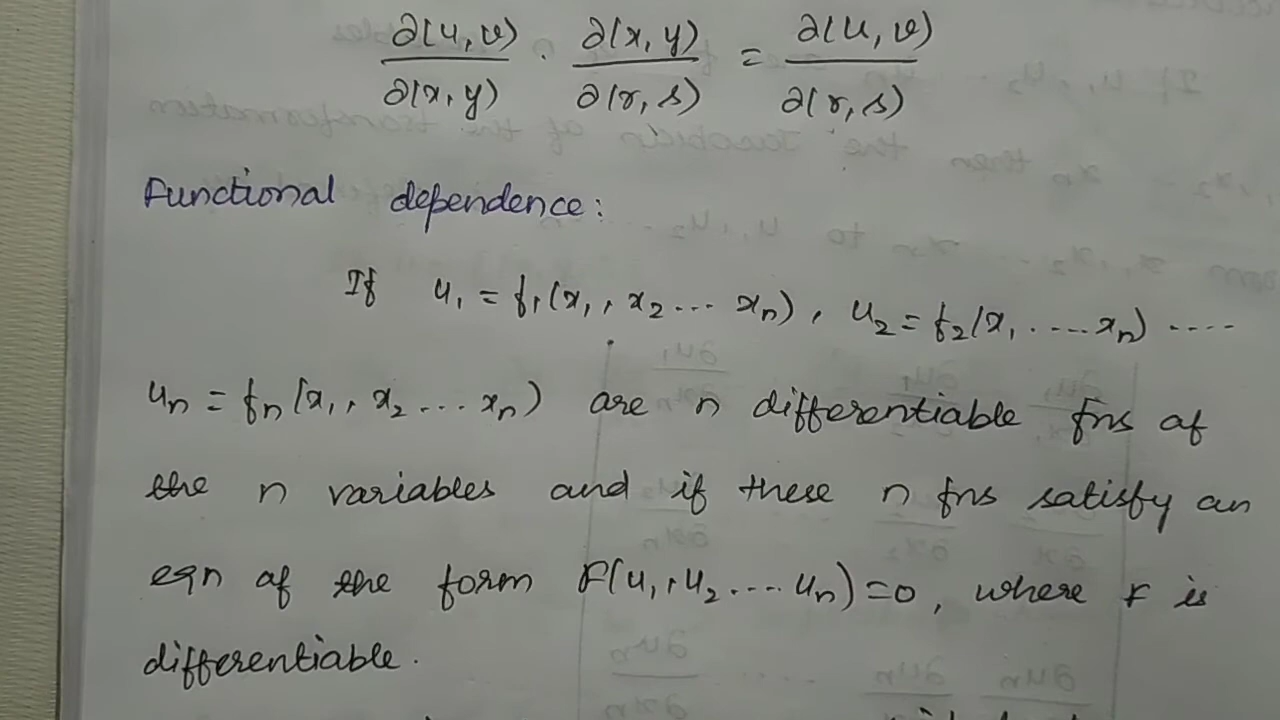 ∂(u,v)/∂(x,y) · ∂(x,y)/∂(r,s) = ∂(u,v)/∂(r,s)
Functional dependence:
If u₁ = f₁(x₁, x₂ ... xₙ), u₂ = f₂(x₁ .... xₙ) ....
uₙ = fₙ(x₁, x₂ ... xₙ) are n differentiable fns of
the n variables and if these n fns satisfy an
eqn of the form F(u₁, u₂ .... uₙ) = 0, where F is
differentiable.